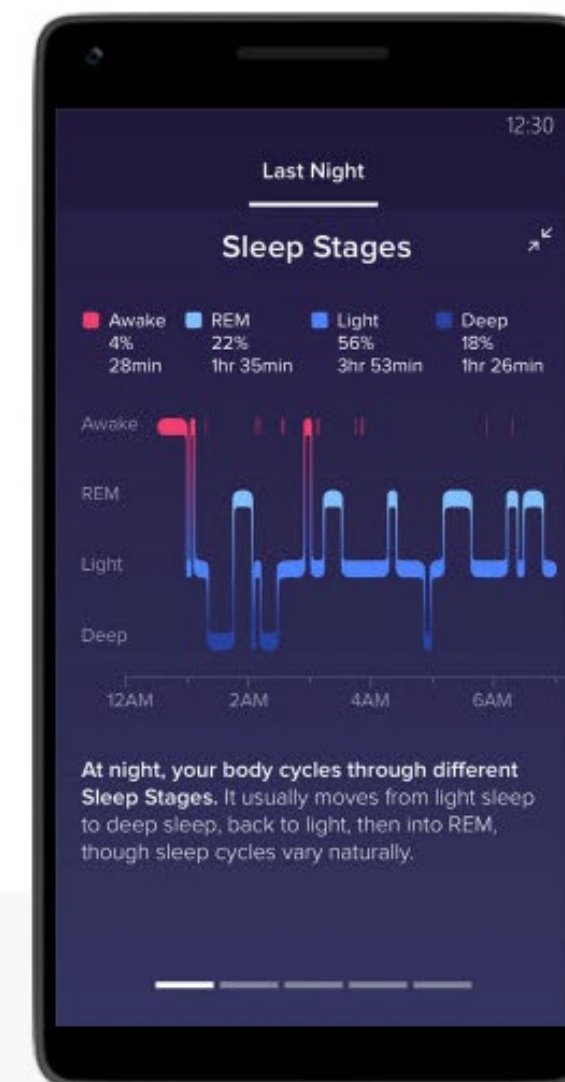 12:30
Last Night
Sleep Stages
Awake REM Light Deep
4% 22% 56% 18%
28min 1hr 35min 3hr 53min 1hr 26min
Awake
REM
Light
Deep
12AM 2AM 4AM 6AM
At night, your body cycles through different
Sleep Stages. It usually moves from light sleep
to deep sleep, back to light, then into REM,
though sleep cycles vary naturally.